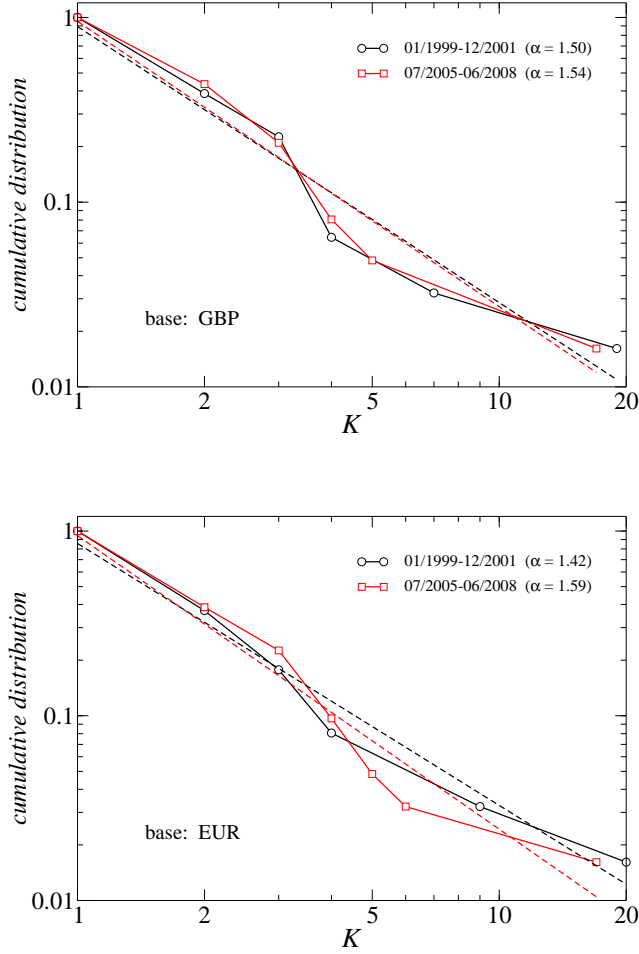 1
0.1
0.01
cumulative distribution
01/1999-12/2001 (α = 1.50)
07/2005-06/2008 (α = 1.54)
base: GBP
1 2 5 10 20
K
1
0.1
0.01
cumulative distribution
01/1999-12/2001 (α = 1.42)
07/2005-06/2008 (α = 1.59)
base: EUR
1 2 5 10 20
K